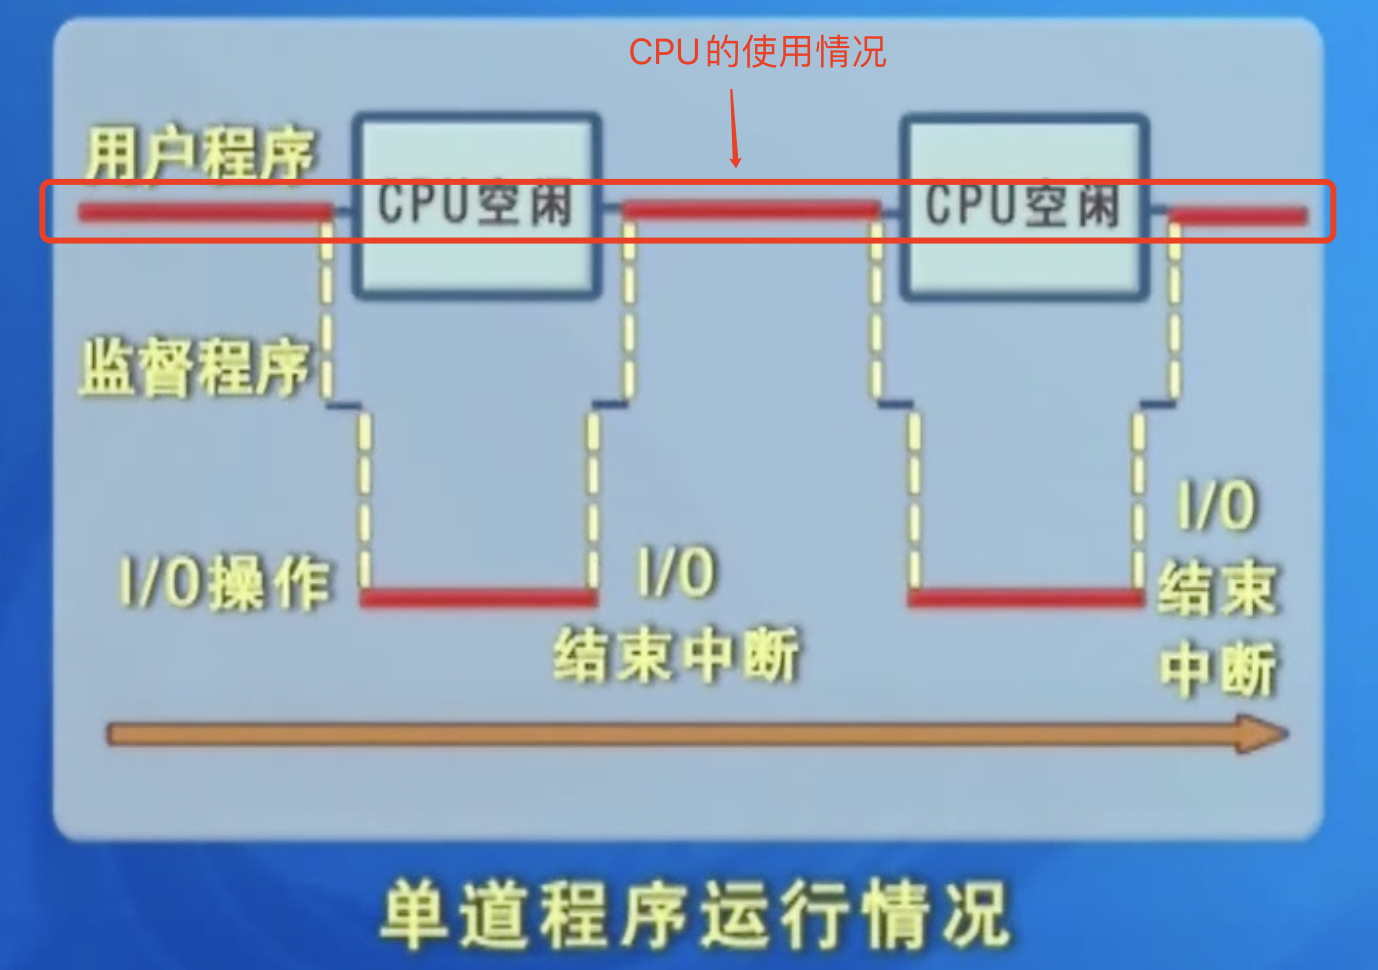 CPU的使用情况
用户程序
CPU空闲
CPU空闲
监督程序
I/O操作
I/O
结束中断
I/O
结束
中断
单道程序运行情况